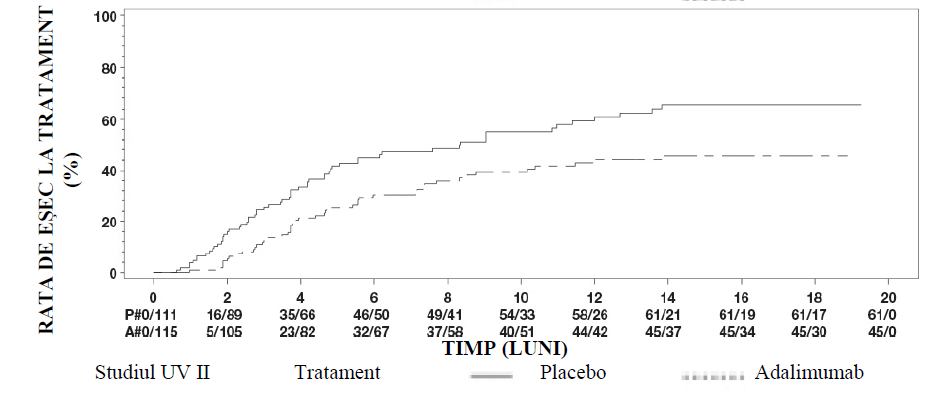 RATA DE EȘEC LA TRATAMENT
(%)
100
80
60
40
20
0
0 2 4 6 8 10 12 14 16 18 20
P#0/111 16/89 35/66 46/50 49/41 54/33 58/26 61/21 61/19 61/17 61/0
A#0/115 5/105 23/82 32/67 37/58 40/51 44/42 45/37 45/34 45/30 45/0
TIMP (LUNI)
Studiul UV II Tratament Placebo Adalimumab